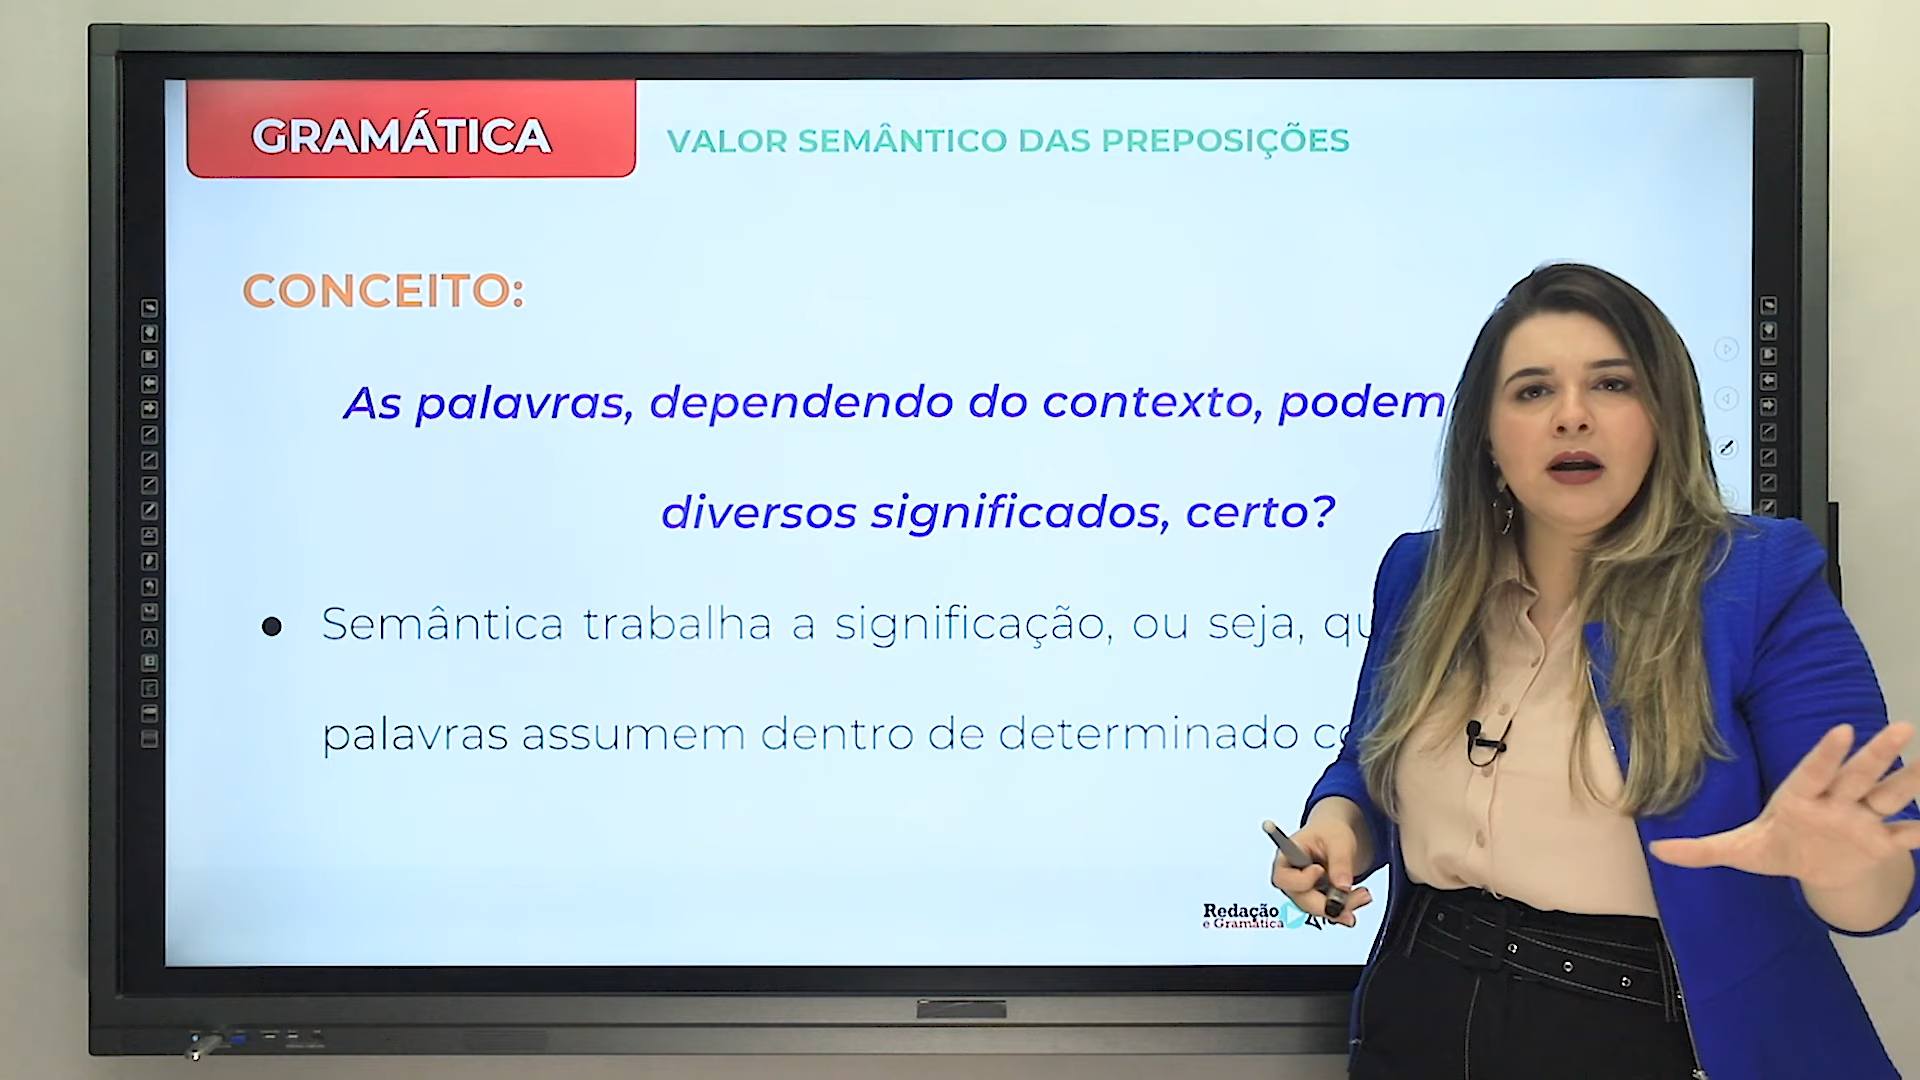 GRAMÁTICA
VALOR SEMÂNTICO DAS PREPOSIÇÕES
CONCEITO:
As palavras, dependendo do contexto, podem
diversos significados, certo?
● Semântica trabalha a significação, ou seja,
palavras assumem dentro de determinado
Redação
e Gramática